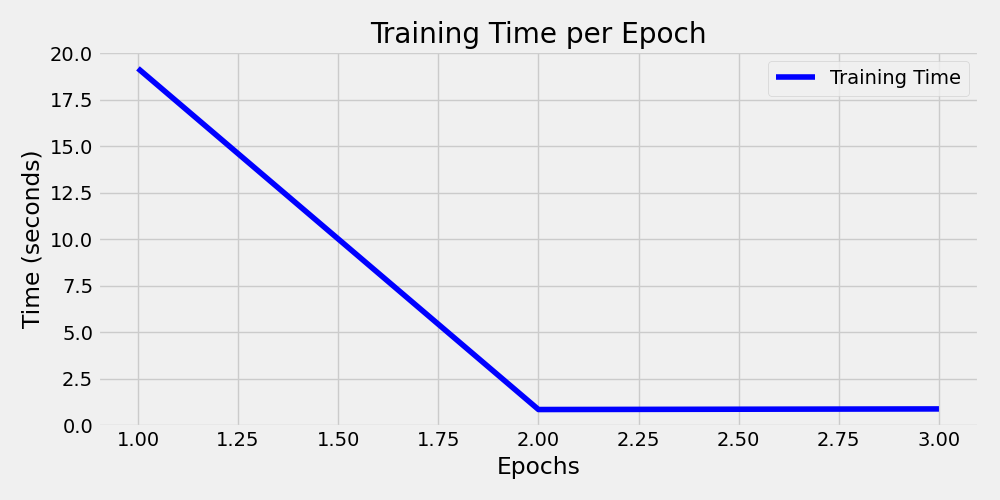 Training Time per Epoch
Training Time
Time (seconds)
20.0
17.5
15.0
12.5
10.0
7.5
5.0
2.5
0.0
1.00 1.25 1.50 1.75 2.00 2.25 2.50 2.75 3.00
Epochs